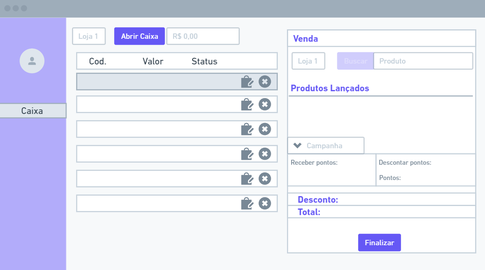 Loja 1
Abrir Caixa
R$ 0,00
Venda
Cod.
Valor
Status
Loja 1
Buscar
Produto
Caixa
Produtos Lançados
Campanha
Receber pontos:
Descontar pontos:
Pontos:
Desconto:
Total:
Finalizar